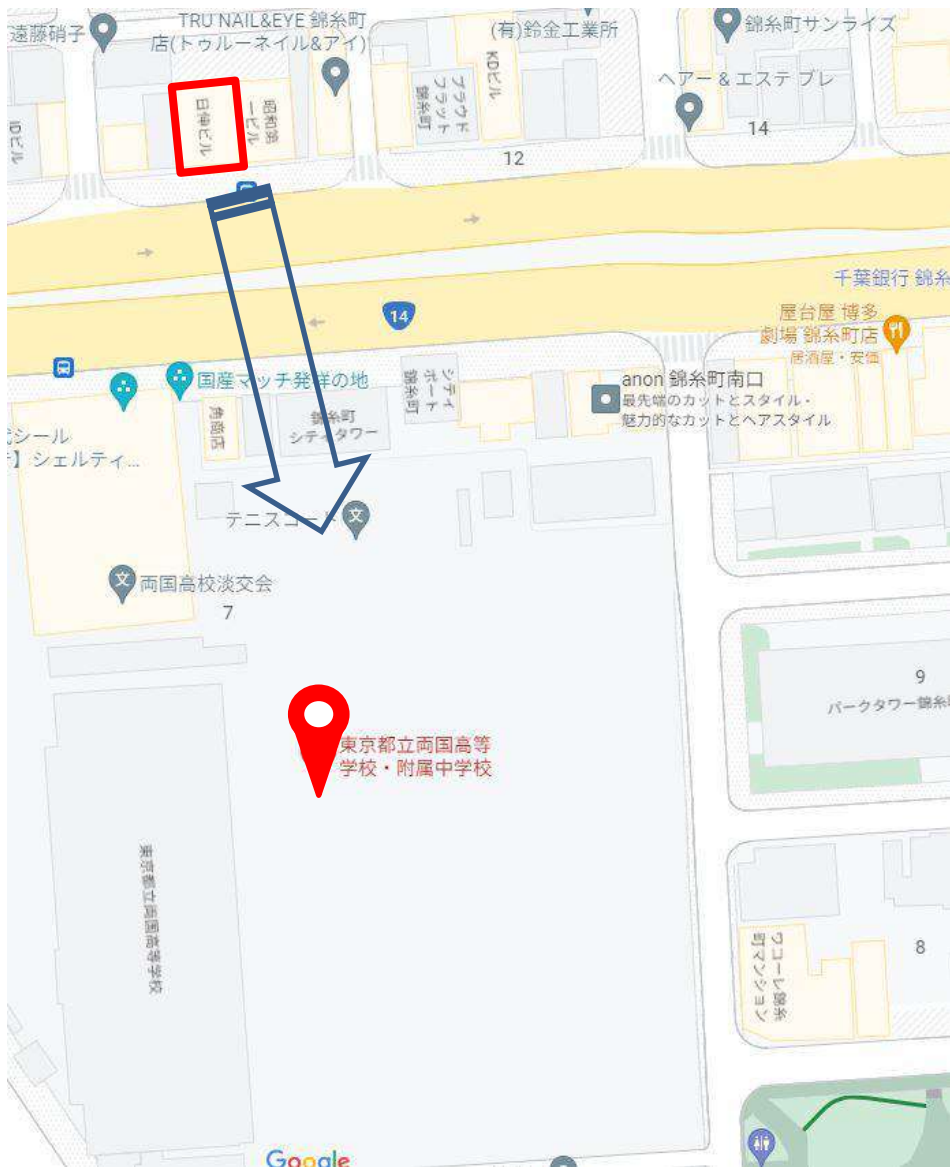 遠藤硝子
TRU NAIL&EYE 錦糸町
店(トゥルーネイル&アイ)
(有)鈴金工業所
錦糸町サンライズ
IDビル
日伸ビル
昭和第
一ビル
プラウド
フラット
錦糸町
KDビル
ヘアー & エステ ブレ
14
12
千葉銀行 錦糸
14
屋台屋 博多
劇場 錦糸町店
居酒屋・安価
国産マッチ発祥の地
角商店
錦糸町
シティタワー
シティ
ポート
錦糸町
anon 錦糸町南口
最先端のカットとスタイル・
魅力的なカットとヘアスタイル
シール
】シェルティ...
テニスコート
文
文
両国高校淡交会
7
9
パークタワー錦糸
東京都立両国高等
学校・附属中学校
東京都立両国高等学校
ワコーレ錦糸
町マンション
8
Google